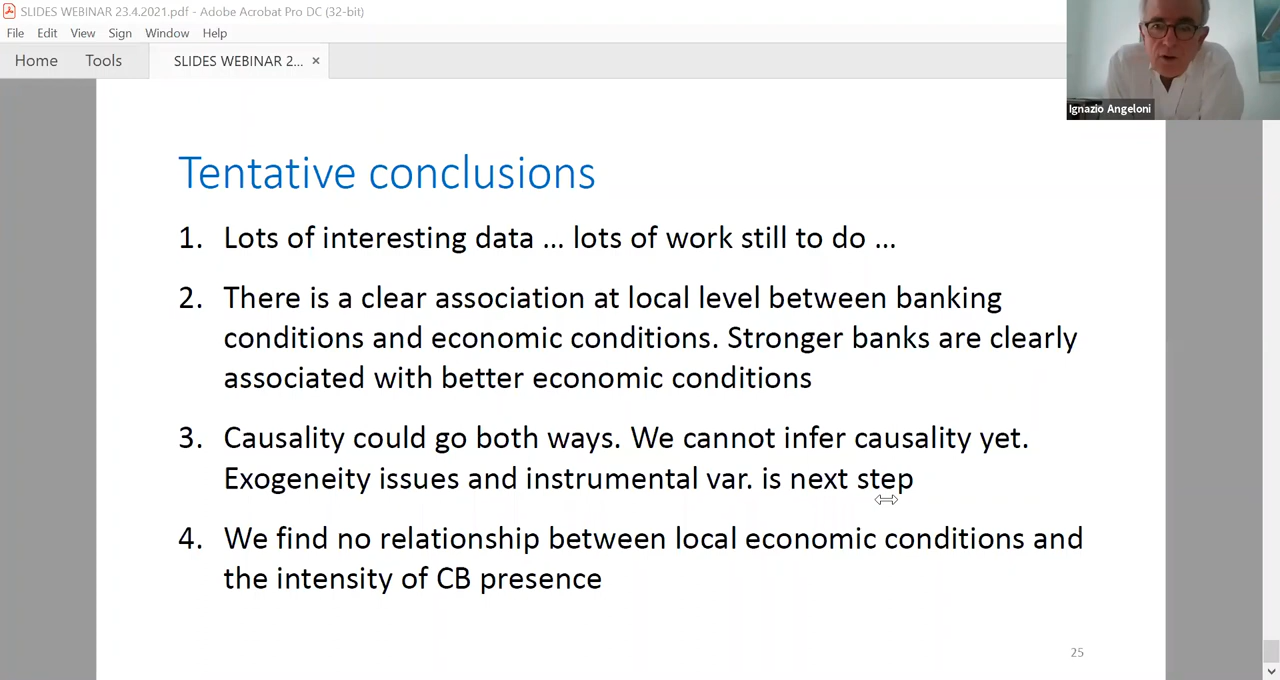 SLIDES WEBINAR 23.4.2021.pdf - Adobe Acrobat Pro DC (32-bit)
File Edit View Sign Window Help
Home Tools SLIDES WEBINAR 2... ×
Ignazio Angeloni
Tentative conclusions
1. Lots of interesting data ... lots of work still to do ...
2. There is a clear association at local level between banking
conditions and economic conditions. Stronger banks are clearly
associated with better economic conditions
3. Causality could go both ways. We cannot infer causality yet.
Exogeneity issues and instrumental var. is next step
4. We find no relationship between local economic conditions and
the intensity of CB presence
25